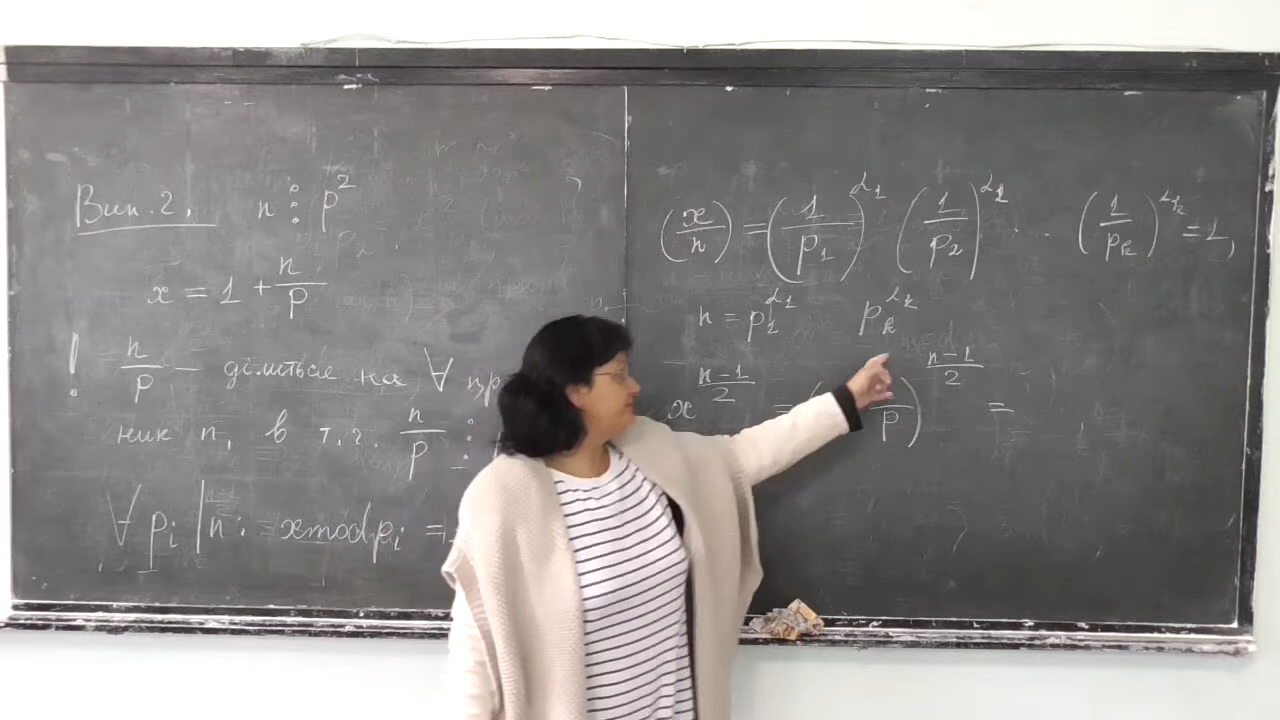 Вип. 2. n ⋮ p²
x = 1 + n/p
! n/p – ділиться на ∀
ник n, в т.ч. n/p ⋮
∀ pᵢ | n: x mod pᵢ = 1
(x/n) = (1/p₁)^α₁ (1/p₂)^α₂ ... (1/p_k)^α_k = 1,
n = p₁^α₁ p_k^α_k
x^((n-1)/2) = ( p)^((n-1)/2) =